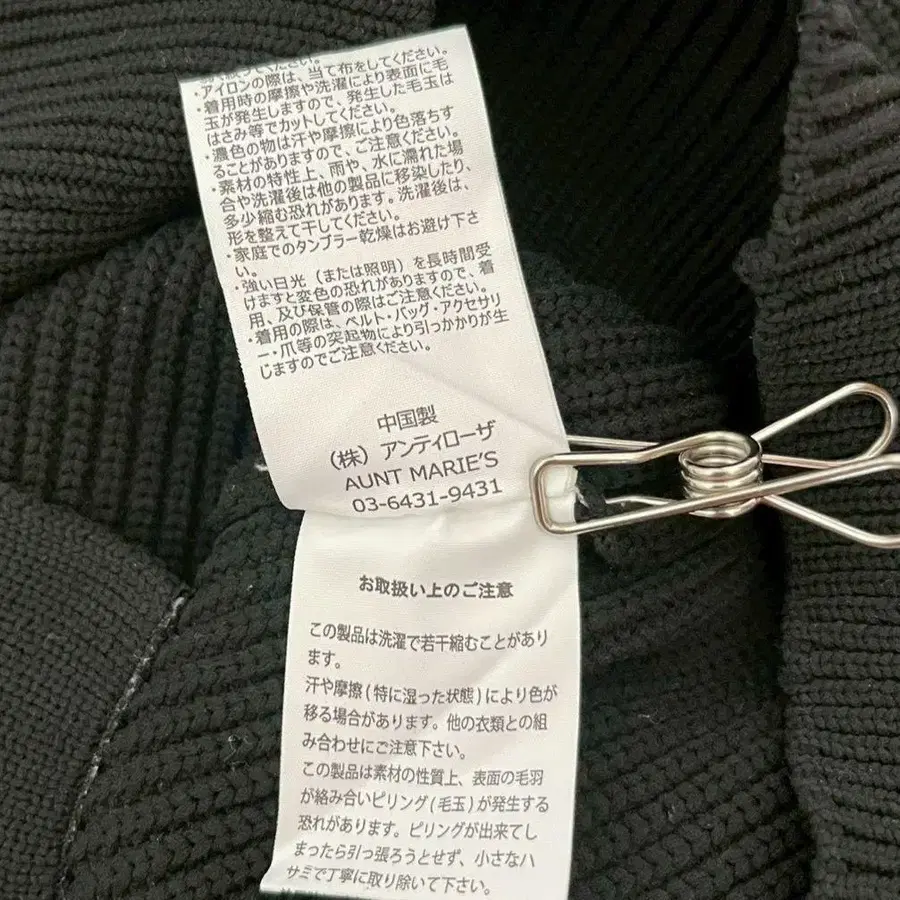 ・アイロンの際は、当て布をしてください。
・着用時の摩擦や洗濯により表面に毛
玉が発生しますので、発生した毛玉は
はさみ等でカットしてください。
・濃色の物は汗や摩擦により色落ちす
ることがありますので、ご注意ください。
・素材の特性上、雨や、水に濡れた場
合や洗濯後は他の製品に移染したり、
多少縮む恐れがあります。洗濯後は、
形を整えて干してください。
・家庭でのタンブラー乾燥はお避け下さ
い。
・強い日光（または照明）を長時間受
けますと変色の恐れがありますので、着
用、及び保管の際はご注意ください。
・着用の際は、ベルト・バッグ・アクセサリ
ー・爪等の突起物により引っかかりが生
じますのでご注意ください。
中国製
（株）アンティローザ
AUNT MARIE'S
03-6431-9431
お取扱い上のご注意
この製品は洗濯で若干縮むことがあり
ます。
汗や摩擦(特に湿った状態)により色が
移る場合があります。他の衣類との組
み合わせにご注意下さい。
この製品は素材の性質上、表面の毛羽
が絡み合いピリング(毛玉)が発生する
恐れがあります。ピリングが出来てし
まったら引っ張ろうとせず、小さなハ
サミで丁寧に取り除いて下さい。